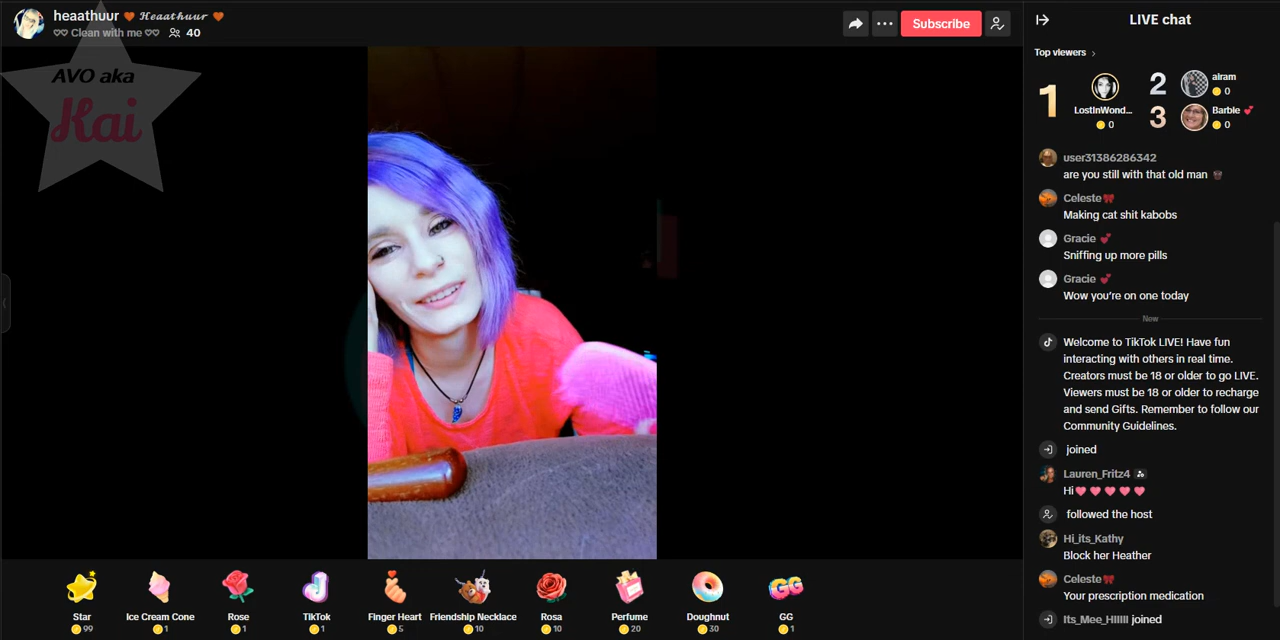 heaathuur 🧡 𝓗𝓮𝓪𝓪𝓽𝓱𝓾𝓾𝓻 🧡
Clean with me
40
Subscribe
LIVE chat
AVO aka
Kai
Top viewers
1
LostInWond...
0
2
alram
0
3
Barbie 💕
0
user31386286342
are you still with that old man
Celeste
Making cat shit kabobs
Gracie 💕
Sniffing up more pills
Gracie 💕
Wow you're on one today
New
Welcome to TikTok LIVE! Have fun
interacting with others in real time.
Creators must be 18 or older to go LIVE.
Viewers must be 18 or older to recharge
and send Gifts. Remember to follow our
Community Guidelines.
joined
Lauren_Fritz4
Hi
followed the host
Hi_its_Kathy
Block her Heather
Celeste
Your prescription medication
Its_Mee_HIIIII joined
Star
99
Ice Cream Cone
1
Rose
1
TikTok
1
Finger Heart
5
Friendship Necklace
10
Rosa
10
Perfume
20
Doughnut
30
GG
GG
1